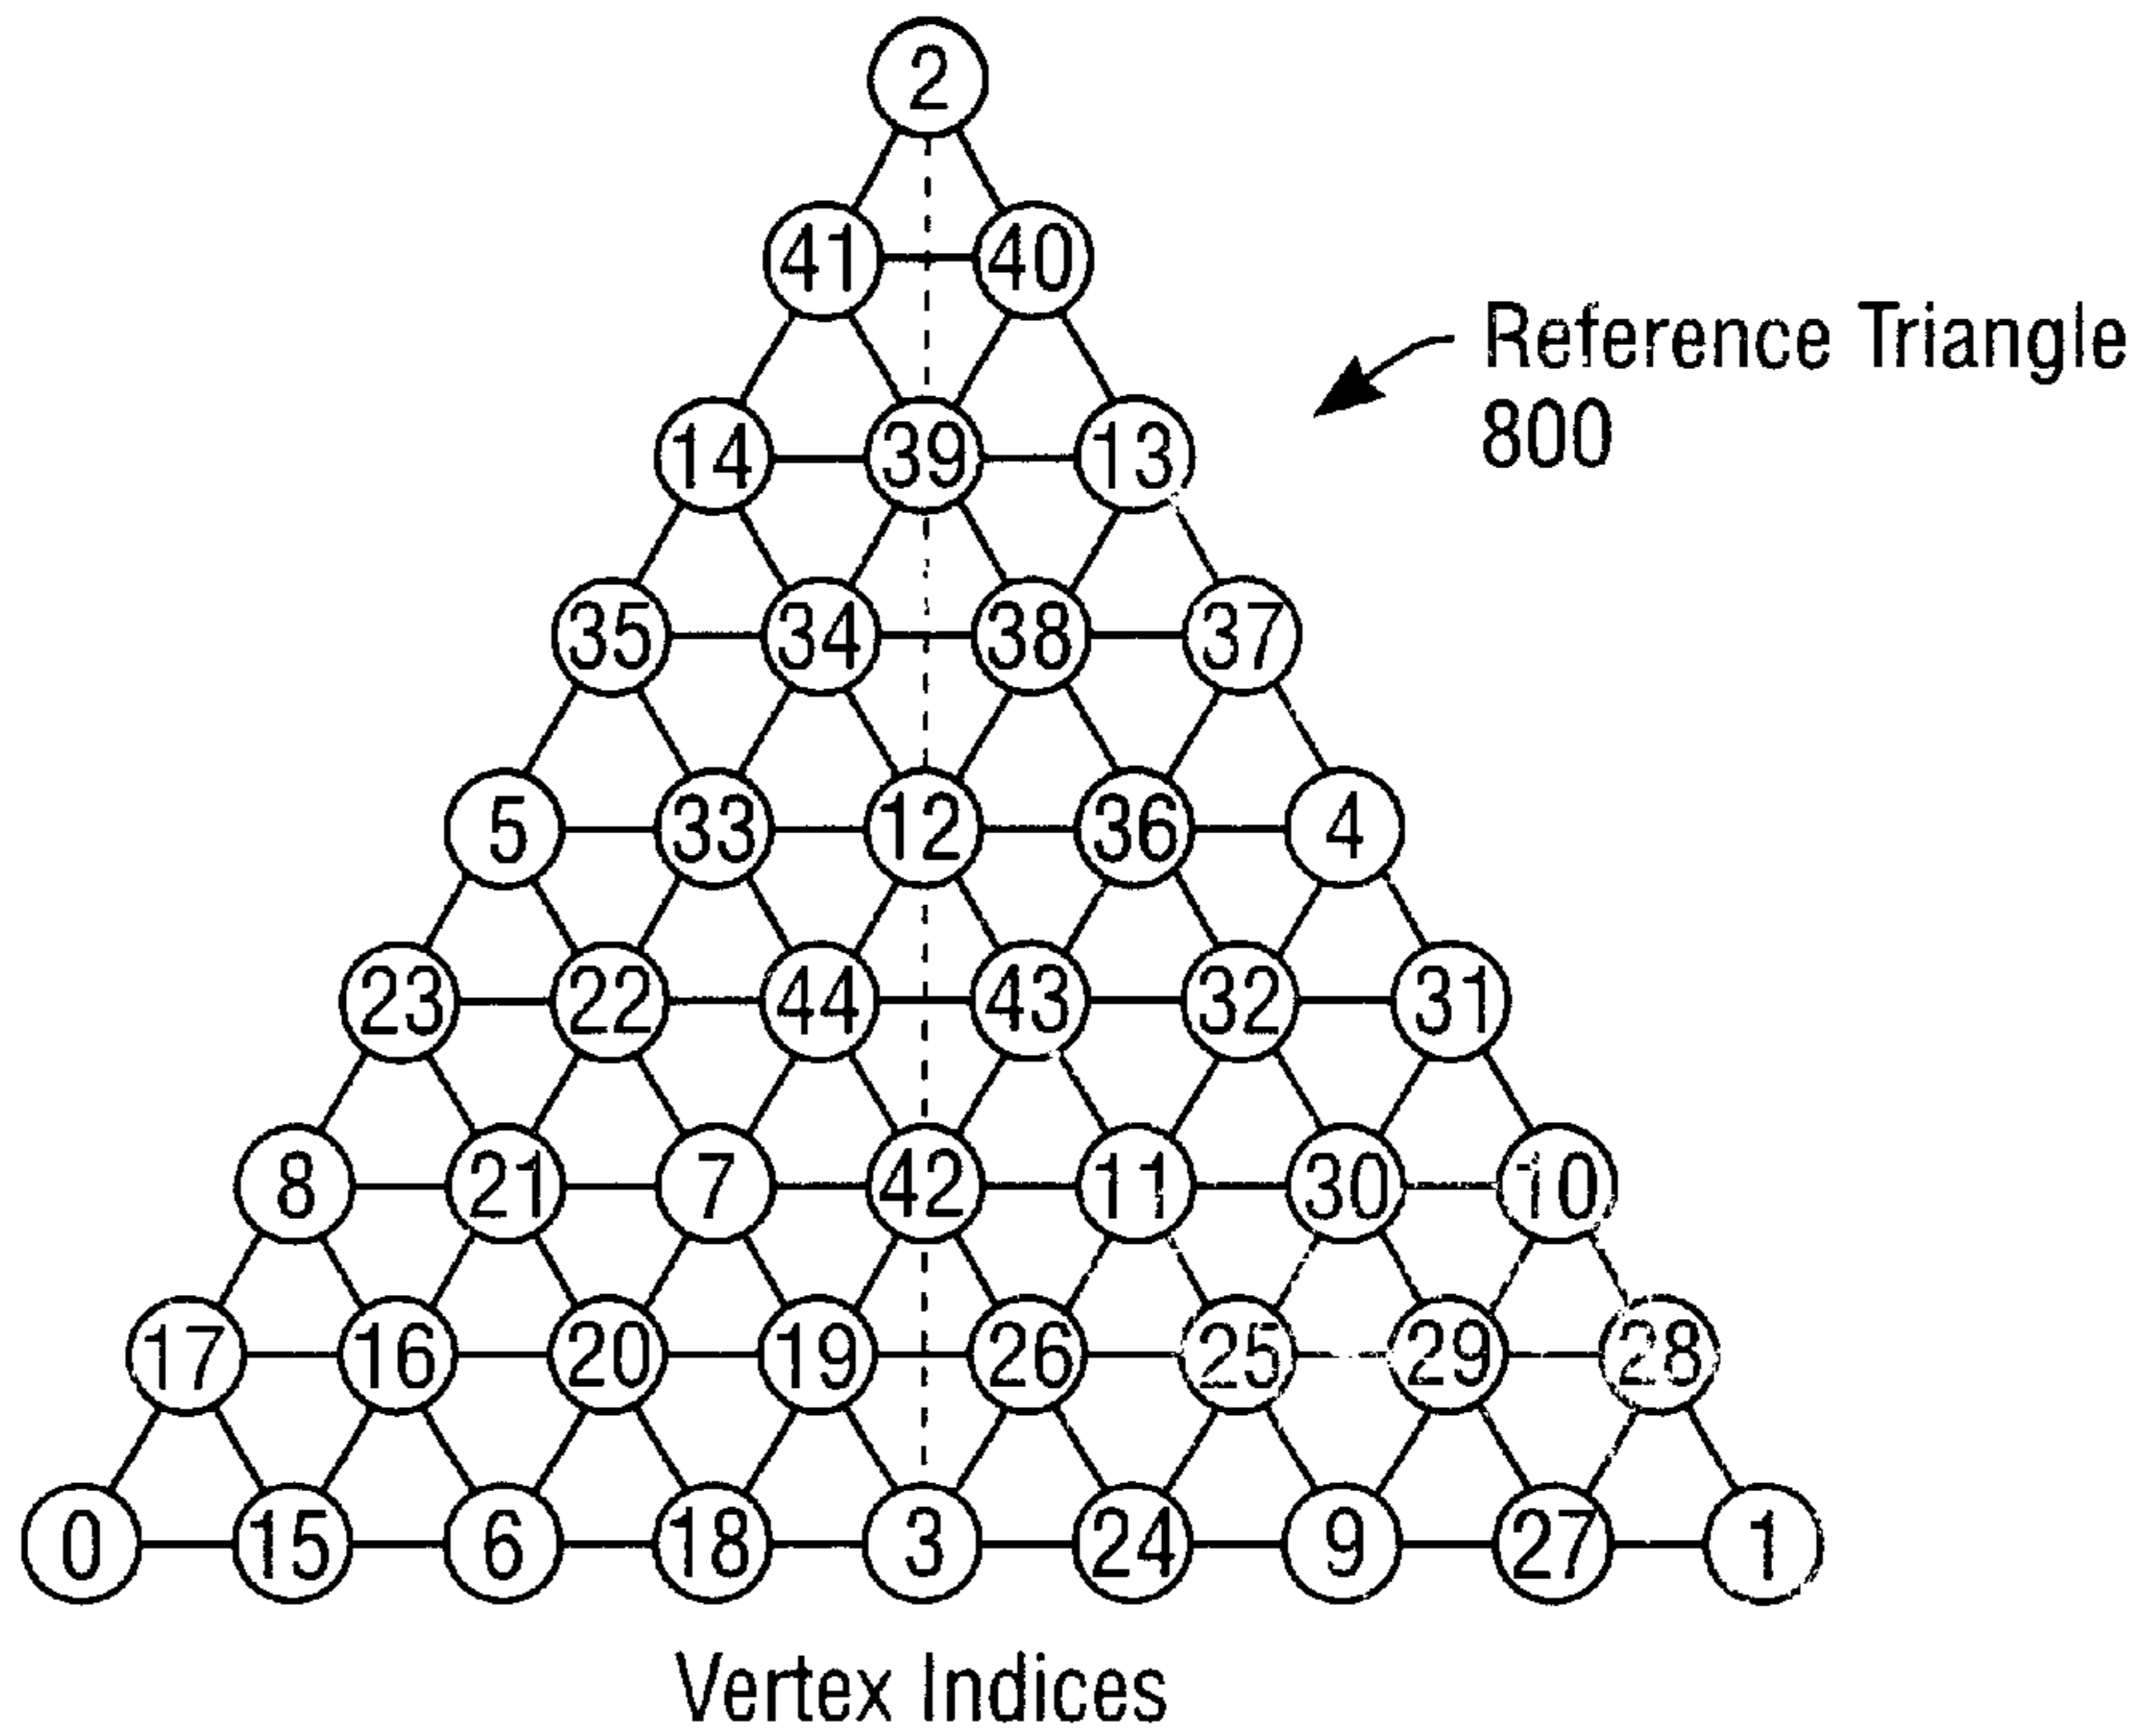 2
41 40
Reference Triangle
800
14 39 13
35 34 38 37
5 33 12 36 4
23 22 44 43 32 31
8 21 7 42 11 30 10
17 16 20 19 26 25 29 28
0 15 6 18 3 24 9 27 1
Vertex Indices